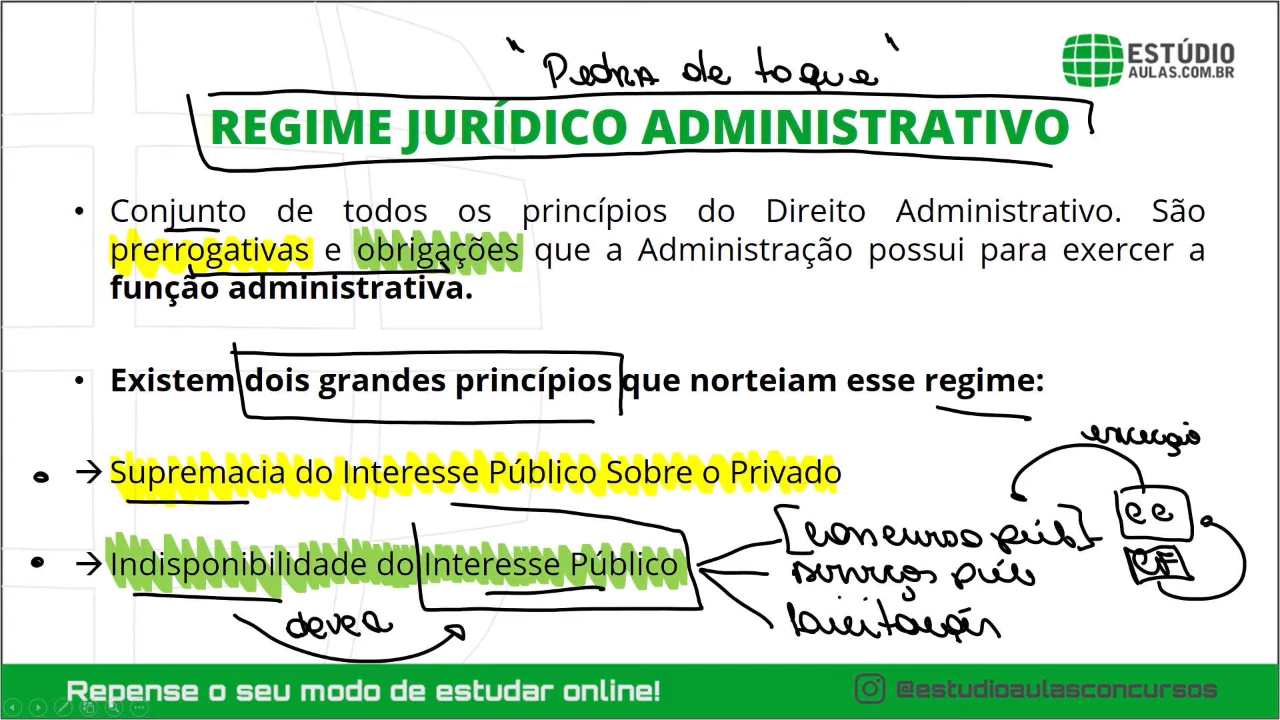 "Pedra de toque"
ESTÚDIO
AULAS.COM.BR
REGIME JURÍDICO ADMINISTRATIVO
• Conjunto de todos os princípios do Direito Administrativo. São
prerrogativas e obrigações que a Administração possui para exercer a
função administrativa.
• Existem dois grandes princípios que norteiam esse regime:
exceção
→ Supremacia do Interesse Público Sobre o Privado
[concurso púb]
CC
→ Indisponibilidade do Interesse Público
serviços púb
CF
licitação
dever
Repense o seu modo de estudar online!
@estudioaulasconcursos